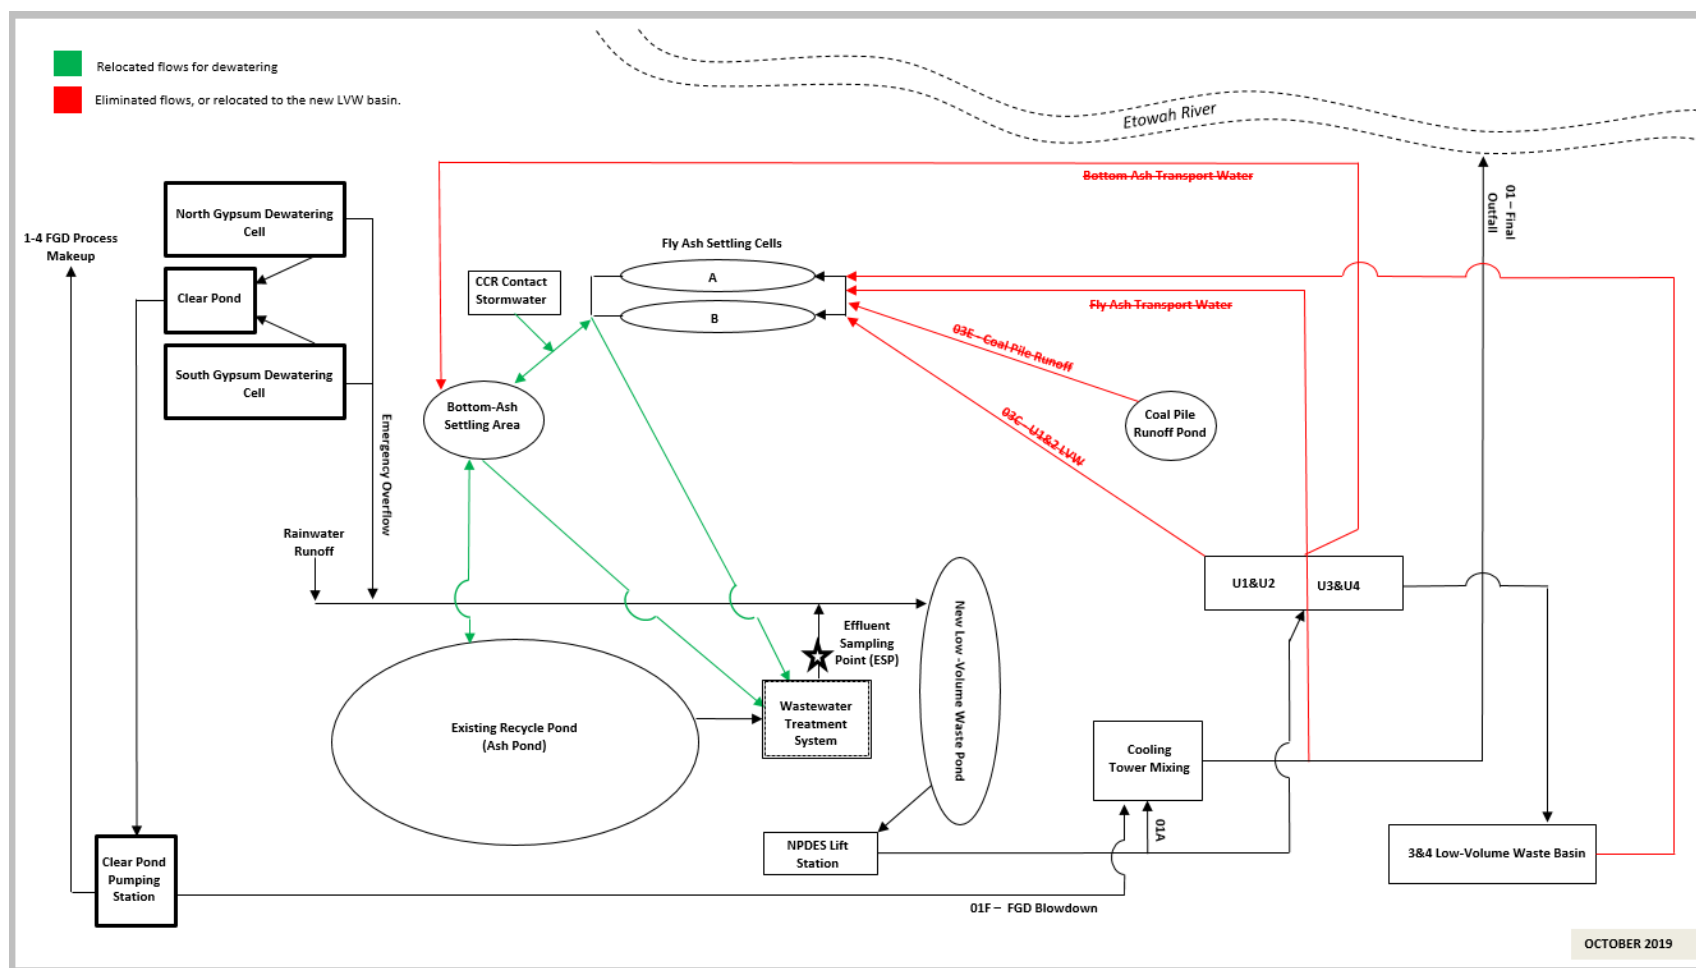 Relocated flows for dewatering
Eliminated flows, or relocated to the new LVW basin.
Etowah River
Bottom Ash Transport Water
01 – Final
Outfall
North Gypsum Dewatering
Cell
1-4 FGD Process
Makeup
Fly Ash Settling Cells
CCR Contact
Stormwater
A
Clear Pond
B
Fly Ash Transport Water
03E - Coal Pile Runoff
South Gypsum Dewatering
Cell
Emergency Overflow
Bottom-Ash
Settling Area
03C - U1&2 LVW
Coal Pile
Runoff Pond
Rainwater
Runoff
U1&U2
U3&U4
New Low -Volume Waste Pond
Effluent
Sampling
Point (ESP)
Existing Recycle Pond
(Ash Pond)
Wastewater
Treatment
System
Cooling
Tower Mixing
01A
NPDES Lift
Station
3&4 Low-Volume Waste Basin
Clear Pond
Pumping
Station
01F – FGD Blowdown
OCTOBER 2019